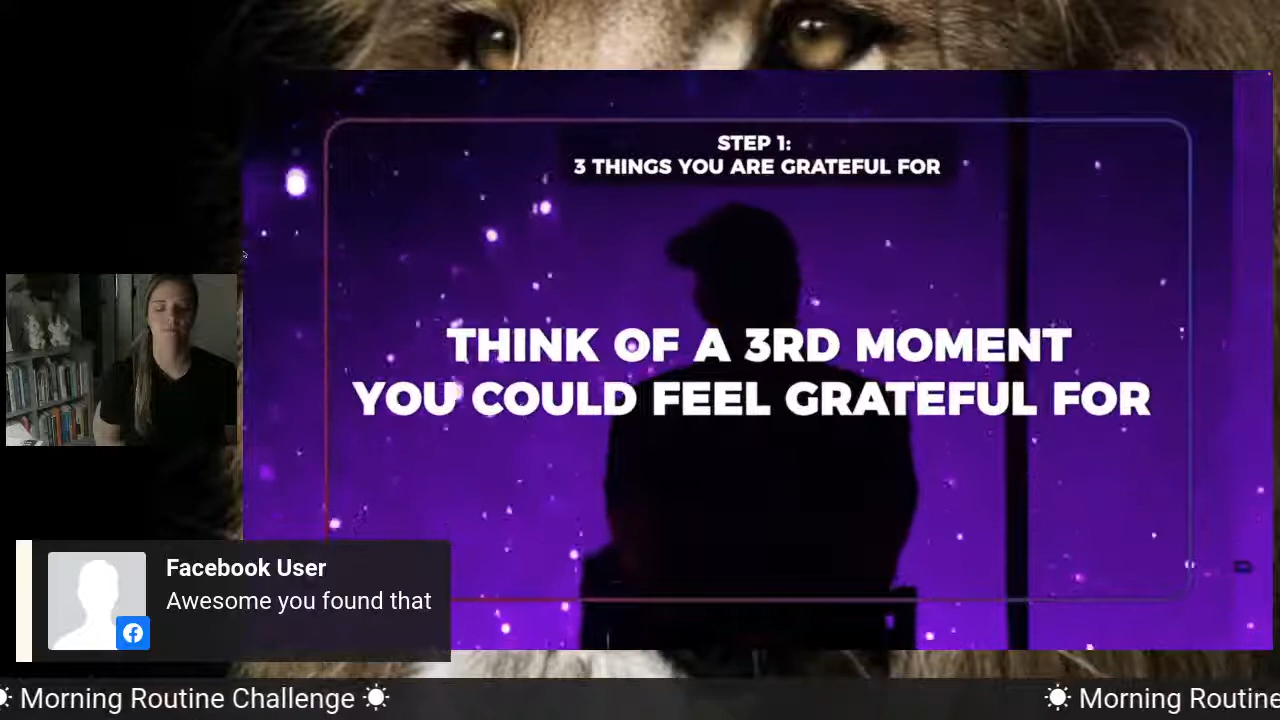 STEP 1:
3 THINGS YOU ARE GRATEFUL FOR
THINK OF A 3RD MOMENT
YOU COULD FEEL GRATEFUL FOR
Facebook User
Awesome you found that
Morning Routine Challenge
Morning Routine